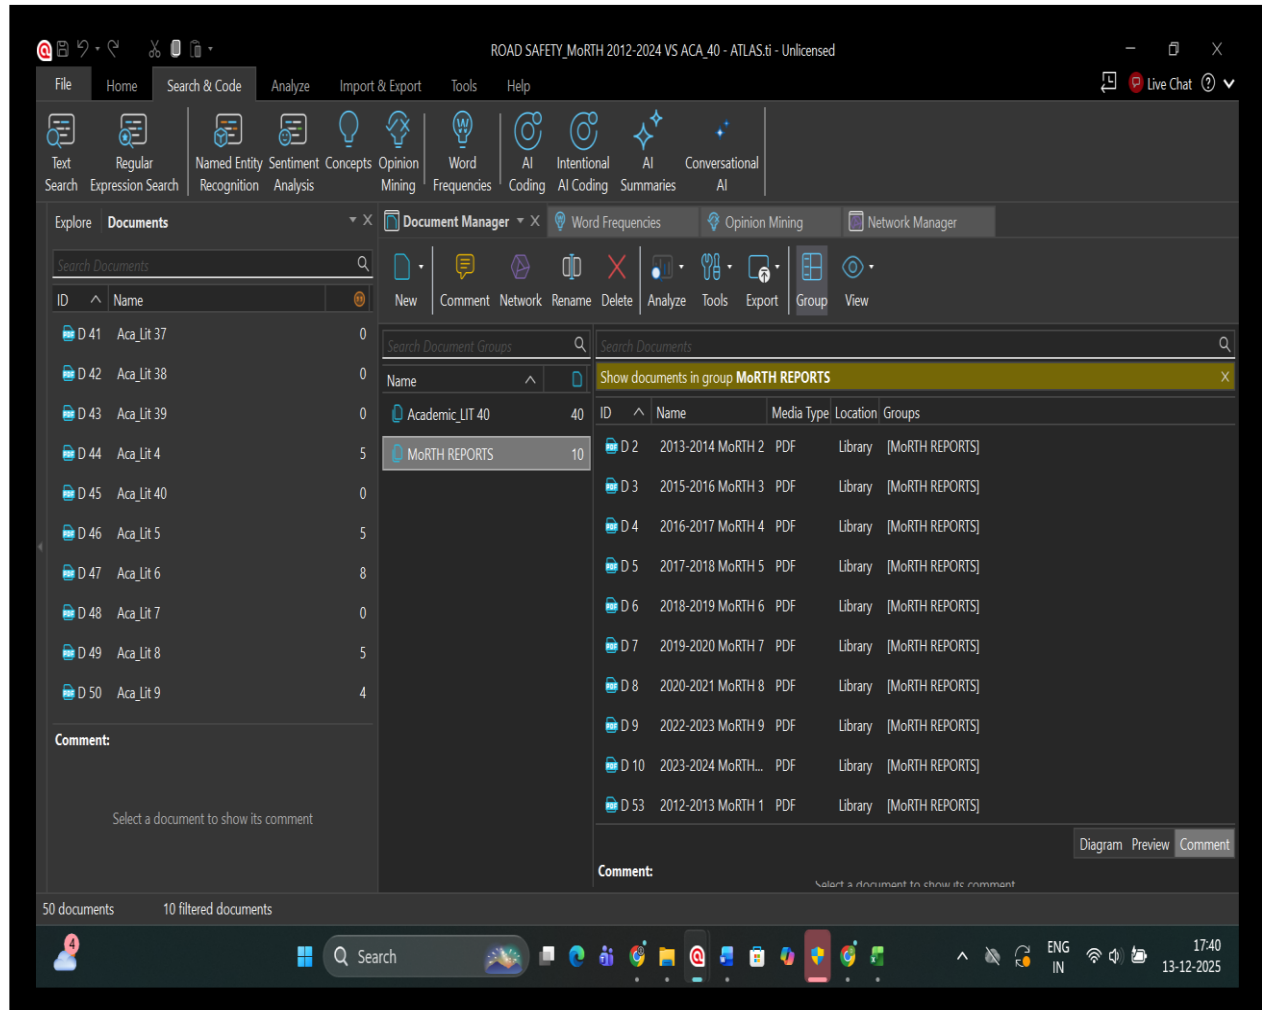 ROAD SAFETY_MoRTH 2012-2024 VS ACA_40 - ATLAS.ti - Unlicensed
File Home Search & Code Analyze Import & Export Tools Help Live Chat
Text Search
Regular Expression Search
Named Entity Recognition
Sentiment Analysis
Concepts
Opinion Mining
Word Frequencies
AI Coding
Intentional AI Coding
AI Summaries
Conversational AI
Explore Documents
Document Manager Word Frequencies Opinion Mining Network Manager
Search Documents
ID Name
D 41 Aca_Lit 37 0
D 42 Aca_Lit 38 0
D 43 Aca_Lit 39 0
D 44 Aca_Lit 4 5
D 45 Aca_Lit 40 0
D 46 Aca_Lit 5 5
D 47 Aca_Lit 6 8
D 48 Aca_Lit 7 0
D 49 Aca_Lit 8 5
D 50 Aca_Lit 9 4
Comment:
Select a document to show its comment
New Comment Network Rename Delete Analyze Tools Export Group View
Search Document Groups
Name
Academic_LIT 40 40
MoRTH REPORTS 10
Search Documents
Show documents in group MoRTH REPORTS X
ID Name Media Type Location Groups
D 2 2013-2014 MoRTH 2 PDF Library [MoRTH REPORTS]
D 3 2015-2016 MoRTH 3 PDF Library [MoRTH REPORTS]
D 4 2016-2017 MoRTH 4 PDF Library [MoRTH REPORTS]
D 5 2017-2018 MoRTH 5 PDF Library [MoRTH REPORTS]
D 6 2018-2019 MoRTH 6 PDF Library [MoRTH REPORTS]
D 7 2019-2020 MoRTH 7 PDF Library [MoRTH REPORTS]
D 8 2020-2021 MoRTH 8 PDF Library [MoRTH REPORTS]
D 9 2022-2023 MoRTH 9 PDF Library [MoRTH REPORTS]
D 10 2023-2024 MoRTH... PDF Library [MoRTH REPORTS]
D 53 2012-2013 MoRTH 1 PDF Library [MoRTH REPORTS]
Diagram Preview Comment
Comment:
Select a document to show its comment
50 documents 10 filtered documents
4
Search
ENG
IN
17:40
13-12-2025